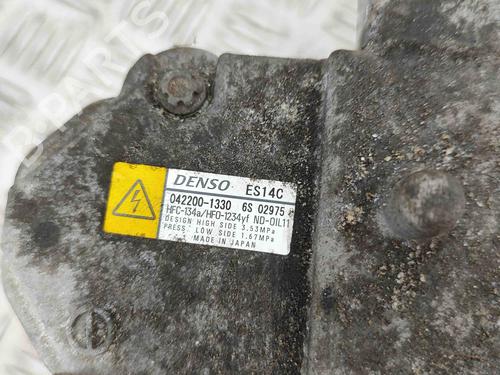 DENSO ES14C
042200-1330 6S 02975
HFC-134a/HFO-1234yf ND-OIL11
DESIGN HIGH SIDE 3.53MPa
PRESS. LOW SIDE 1.67MPa
MADE IN JAPAN